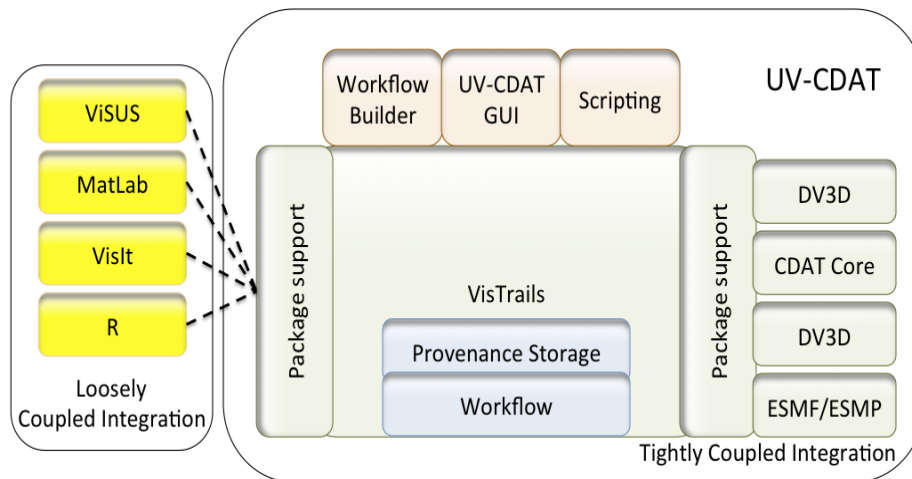 ViSUS
MatLab
VisIt
R
Loosely
Coupled Integration
UV-CDAT
Workflow
Builder
UV-CDAT
GUI
Scripting
Package support
VisTrails
Provenance Storage
Workflow
Package support
DV3D
CDAT Core
DV3D
ESMF/ESMP
Tightly Coupled Integration